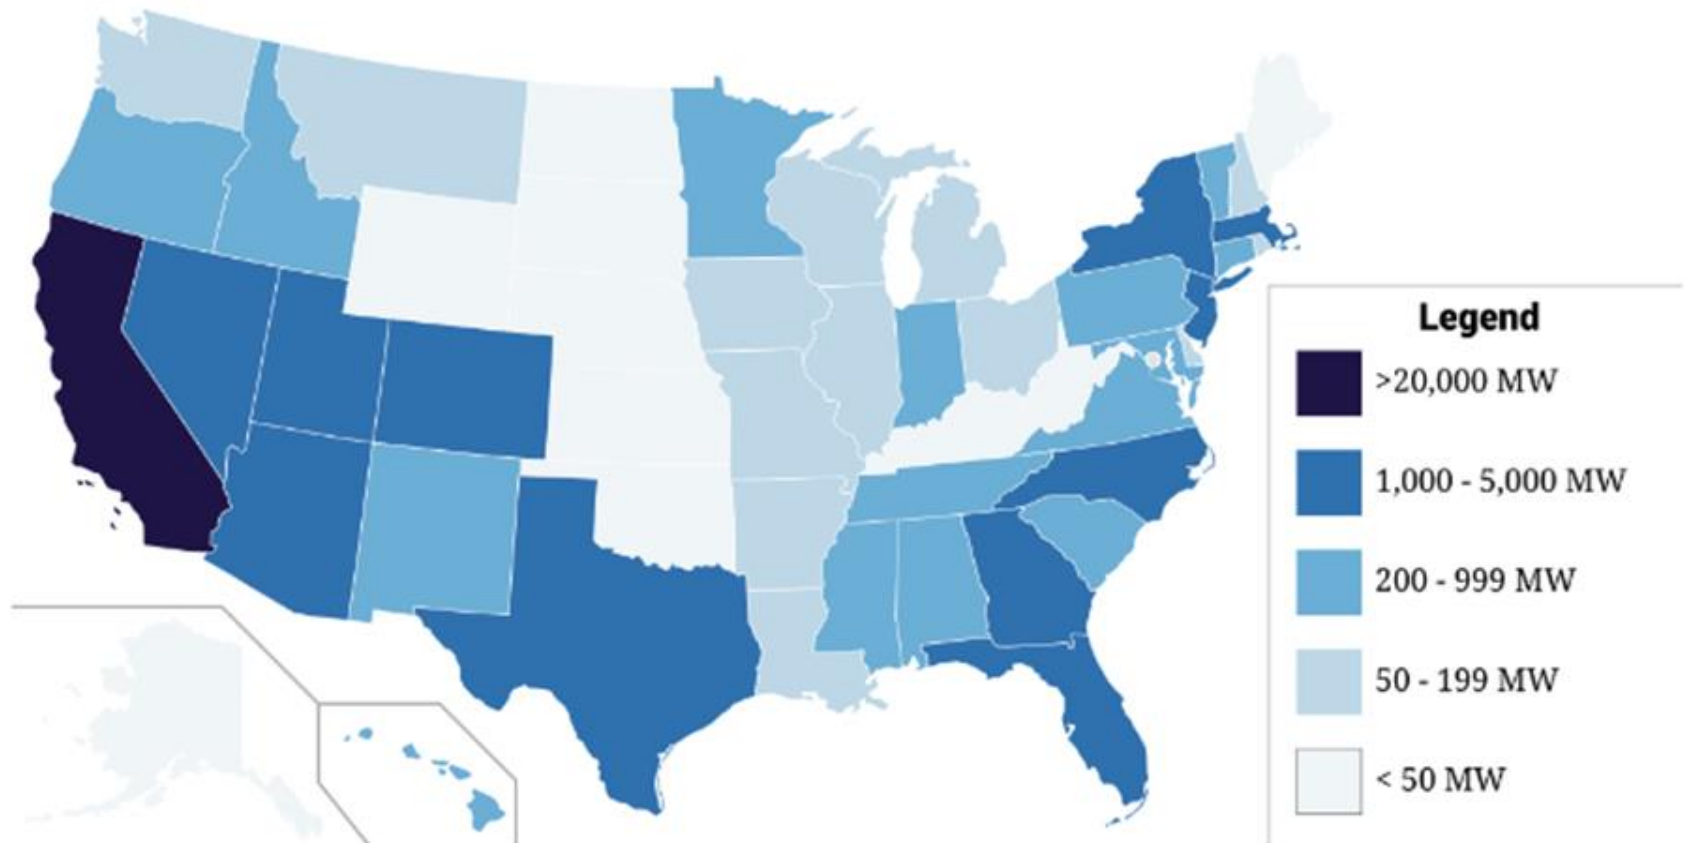 Legend
>20,000 MW
1,000 - 5,000 MW
200 - 999 MW
50 - 199 MW
< 50 MW